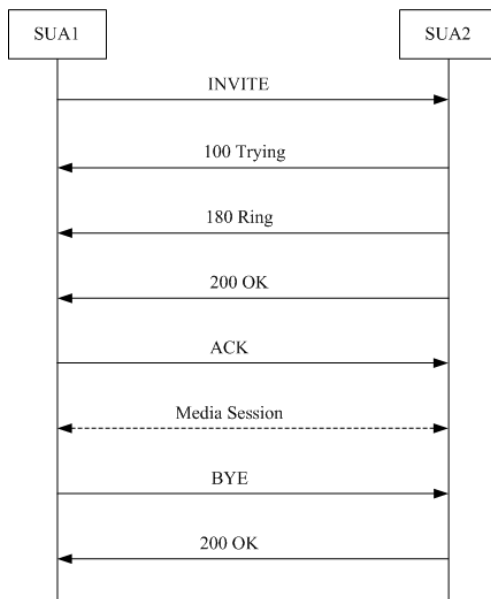 SUA1
SUA2
INVITE
100 Trying
180 Ring
200 OK
ACK
Media Session
BYE
200 OK